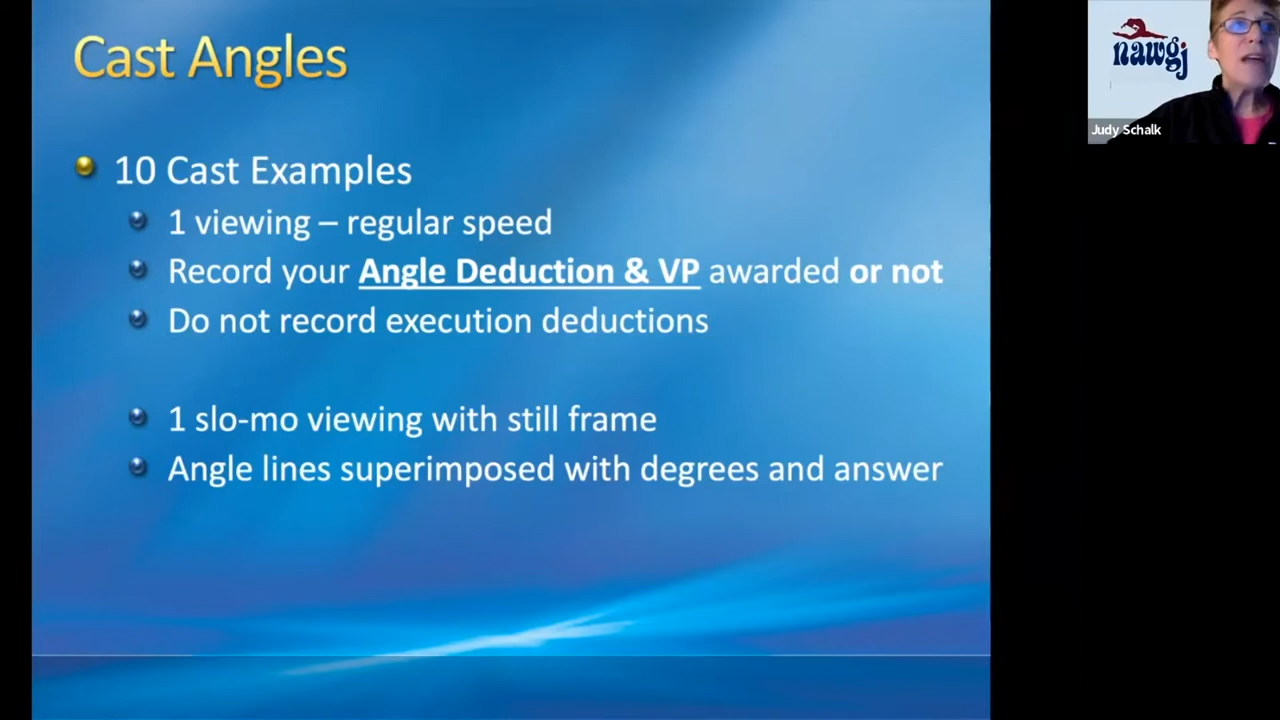 Cast Angles
10 Cast Examples
1 viewing – regular speed
Record your Angle Deduction & VP awarded or not
Do not record execution deductions
1 slo-mo viewing with still frame
Angle lines superimposed with degrees and answer
nawgj
Judy Schalk